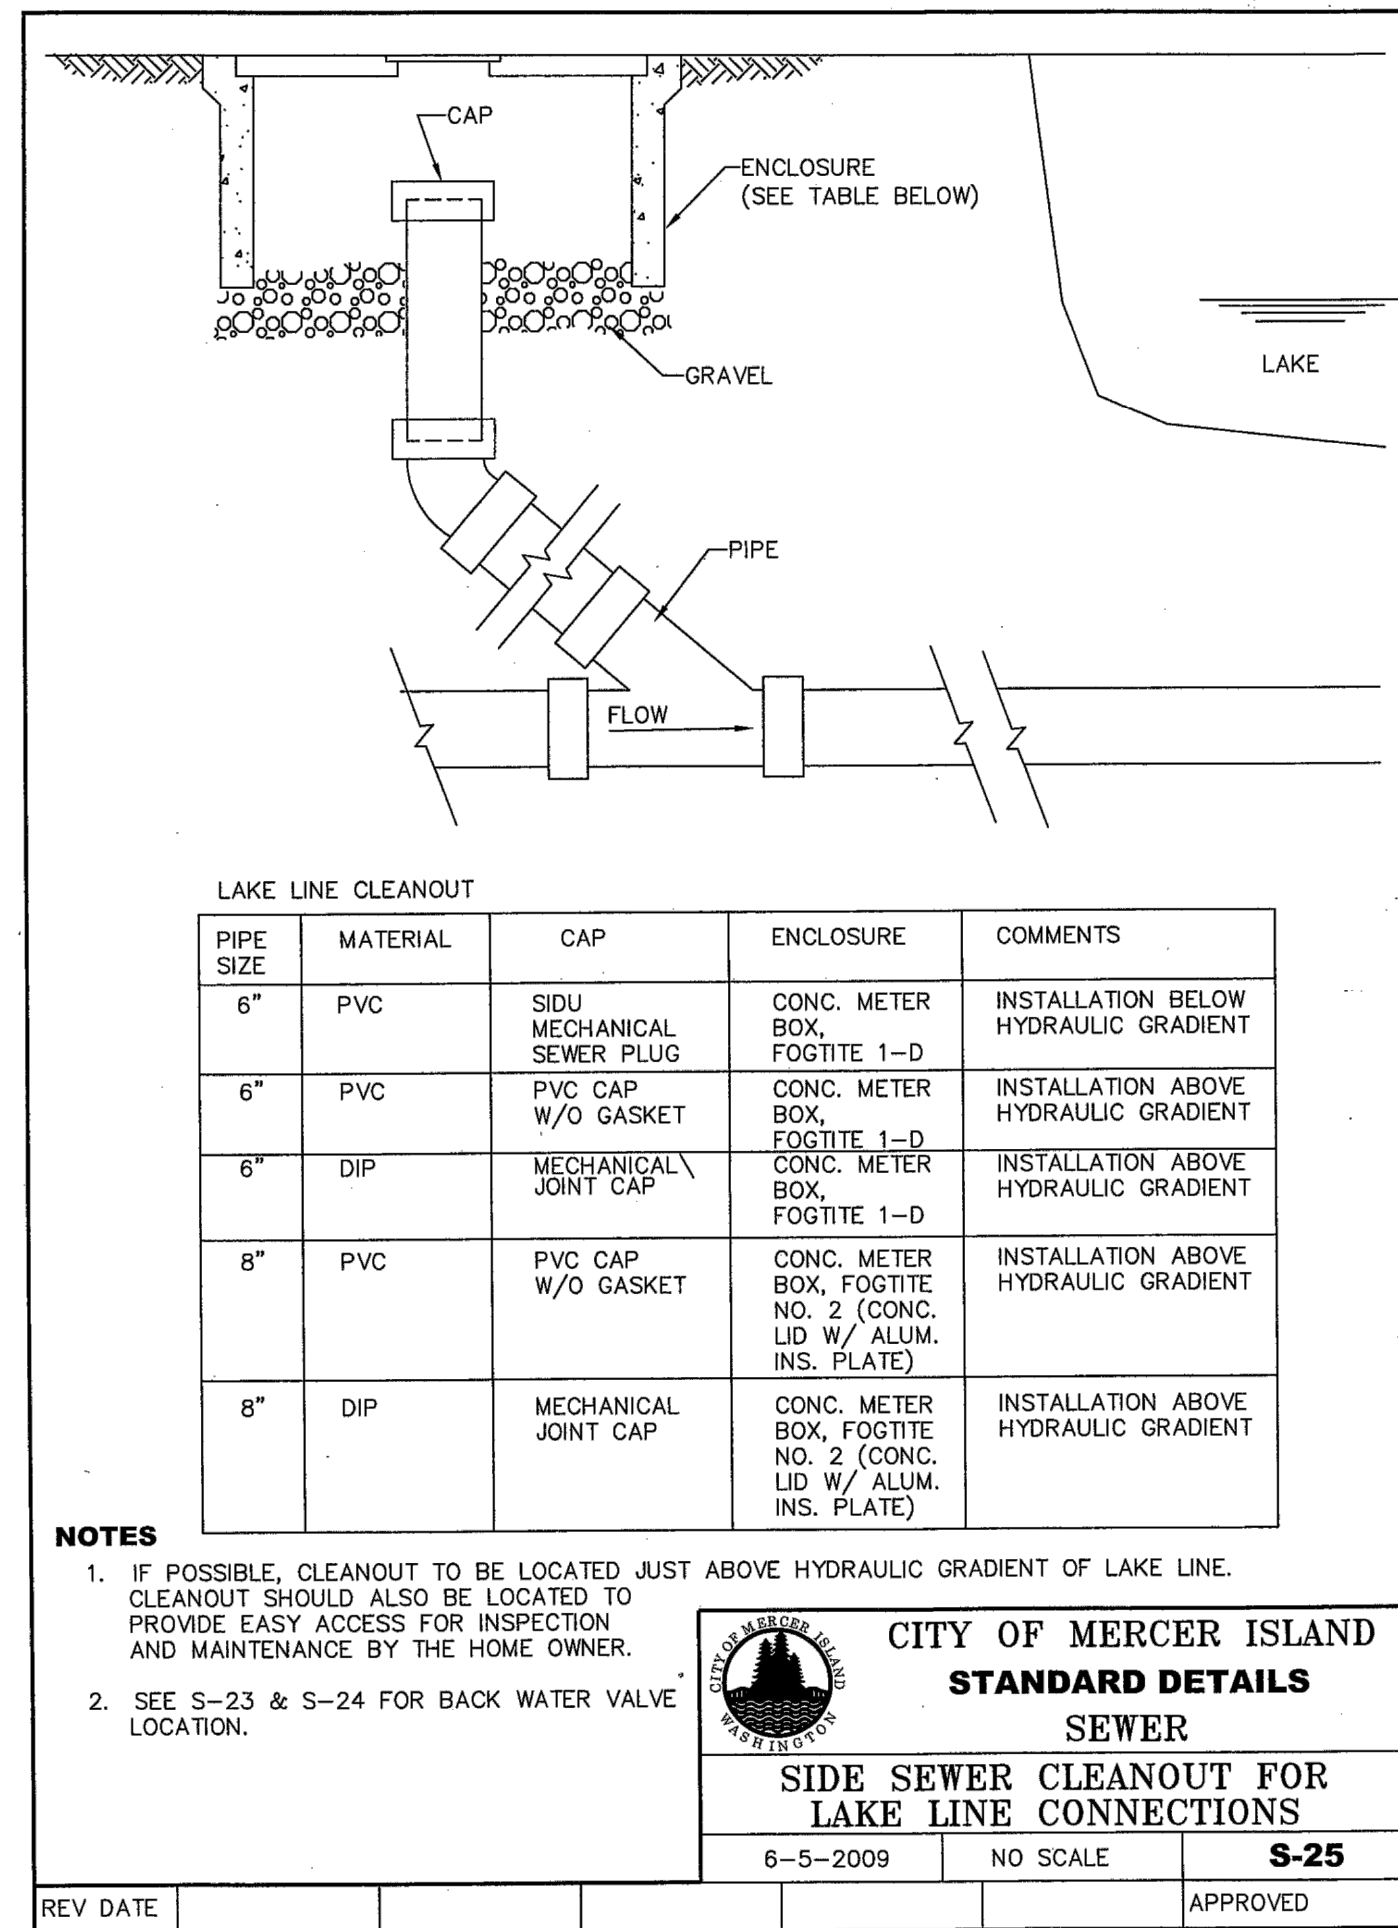 CAP
ENCLOSURE
(SEE TABLE BELOW)
GRAVEL
LAKE
PIPE
FLOW
LAKE LINE CLEANOUT
PIPE SIZE MATERIAL CAP ENCLOSURE COMMENTS
6" PVC SIDU MECHANICAL SEWER PLUG CONC. METER BOX, FOGTITE 1-D INSTALLATION BELOW HYDRAULIC GRADIENT
6" PVC PVC CAP W/O GASKET CONC. METER BOX, FOGTITE 1-D INSTALLATION ABOVE HYDRAULIC GRADIENT
6" DIP MECHANICAL\ JOINT CAP CONC. METER BOX, FOGTITE 1-D INSTALLATION ABOVE HYDRAULIC GRADIENT
8" PVC PVC CAP W/O GASKET CONC. METER BOX, FOGTITE NO. 2 (CONC. LID W/ ALUM. INS. PLATE) INSTALLATION ABOVE HYDRAULIC GRADIENT
8" DIP MECHANICAL JOINT CAP CONC. METER BOX, FOGTITE NO. 2 (CONC. LID W/ ALUM. INS. PLATE) INSTALLATION ABOVE HYDRAULIC GRADIENT
NOTES
1. IF POSSIBLE, CLEANOUT TO BE LOCATED JUST ABOVE HYDRAULIC GRADIENT OF LAKE LINE.
CLEANOUT SHOULD ALSO BE LOCATED TO
PROVIDE EASY ACCESS FOR INSPECTION
AND MAINTENANCE BY THE HOME OWNER.
2. SEE S-23 & S-24 FOR BACK WATER VALVE
LOCATION.
CITY OF MERCER ISLAND
WASHINGTON
CITY OF MERCER ISLAND
STANDARD DETAILS
SEWER
SIDE SEWER CLEANOUT FOR
LAKE LINE CONNECTIONS
6-5-2009 NO SCALE S-25
REV DATE APPROVED